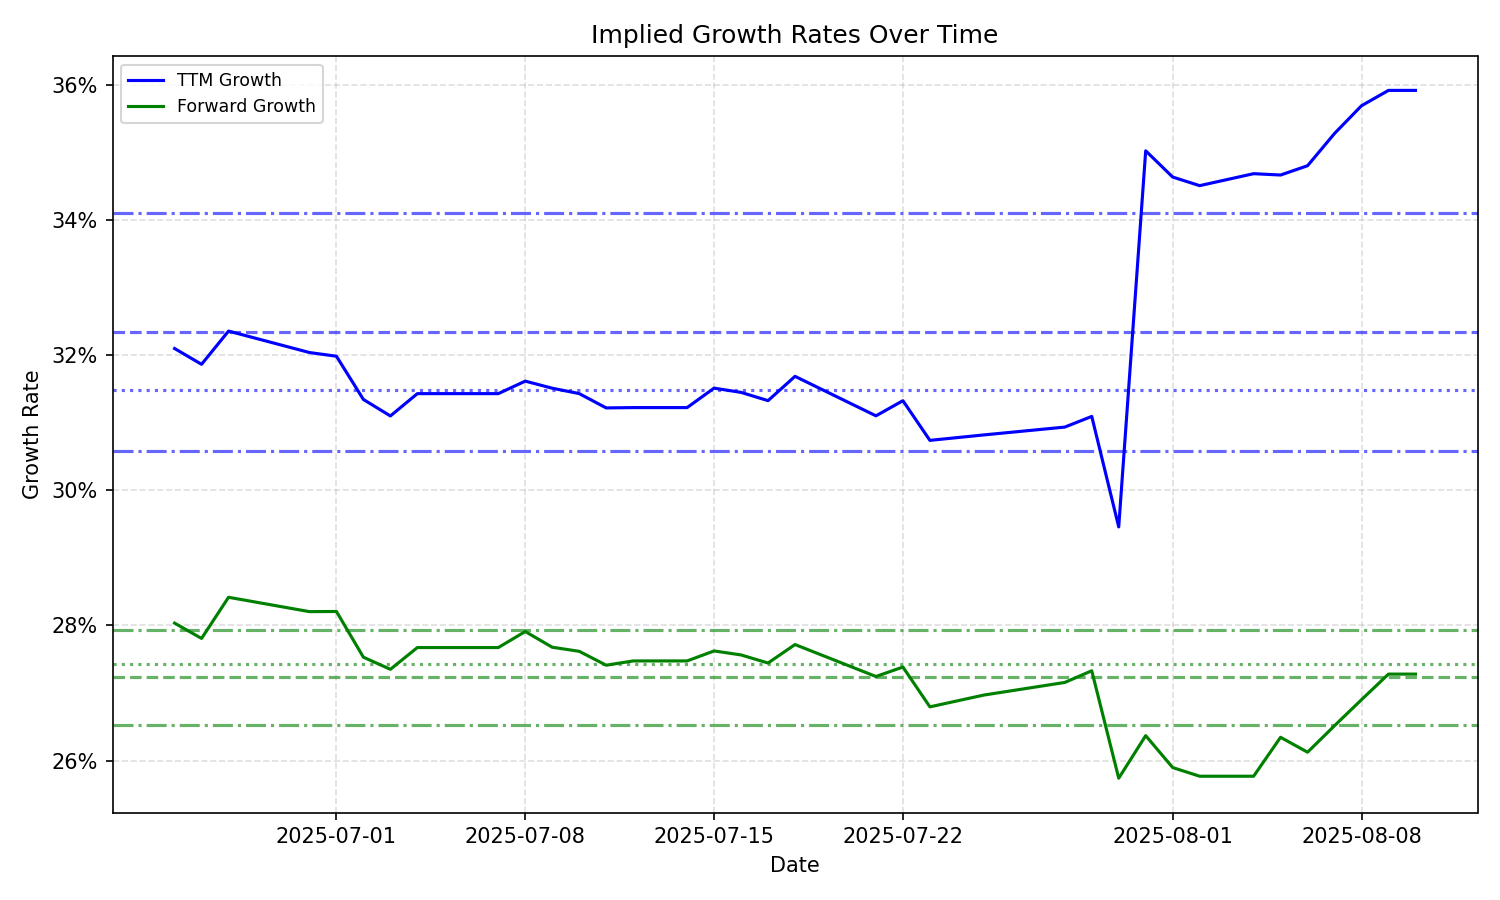 Implied Growth Rates Over Time
TTM Growth
Forward Growth
36%
34%
32%
30%
28%
26%
Growth Rate
2025-07-01
2025-07-08
2025-07-15
2025-07-22
2025-08-01
2025-08-08
Date